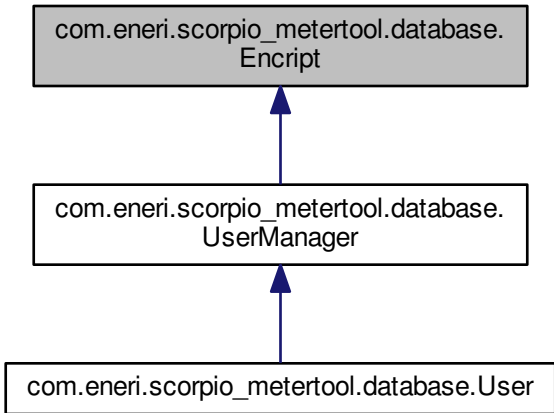 com.eneri.scorpio_metertool.database.
Encript
com.eneri.scorpio_metertool.database.
UserManager
com.eneri.scorpio_metertool.database.User